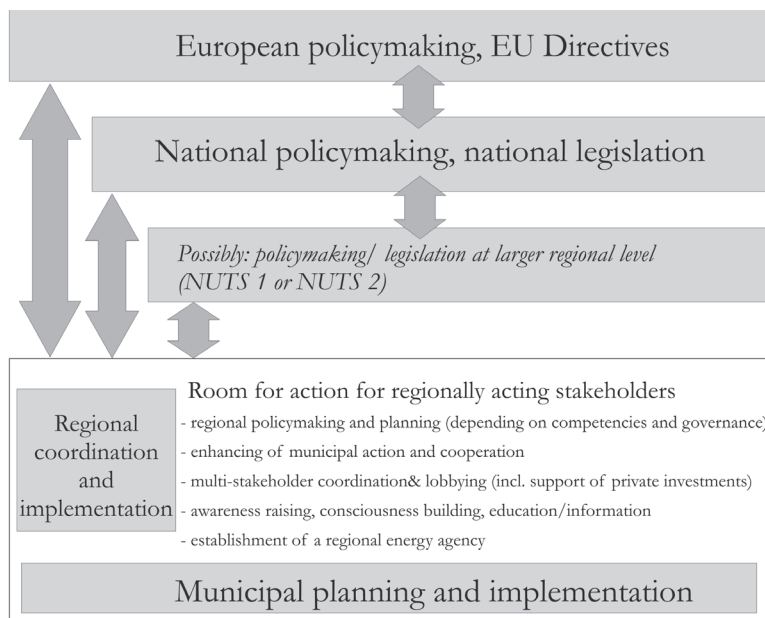 European policymaking, EU Directives
National policymaking, national legislation
Possibly: policymaking/ legislation at larger regional level
(NUTS 1 or NUTS 2)
Regional
coordination
and
implementation
Room for action for regionally acting stakeholders
- regional policymaking and planning (depending on competencies and governance)
- enhancing of municipal action and cooperation
- multi-stakeholder coordination& lobbying (incl. support of private investments)
- awareness raising, consciousness building, education/information
- establishment of a regional energy agency
Municipal planning and implementation